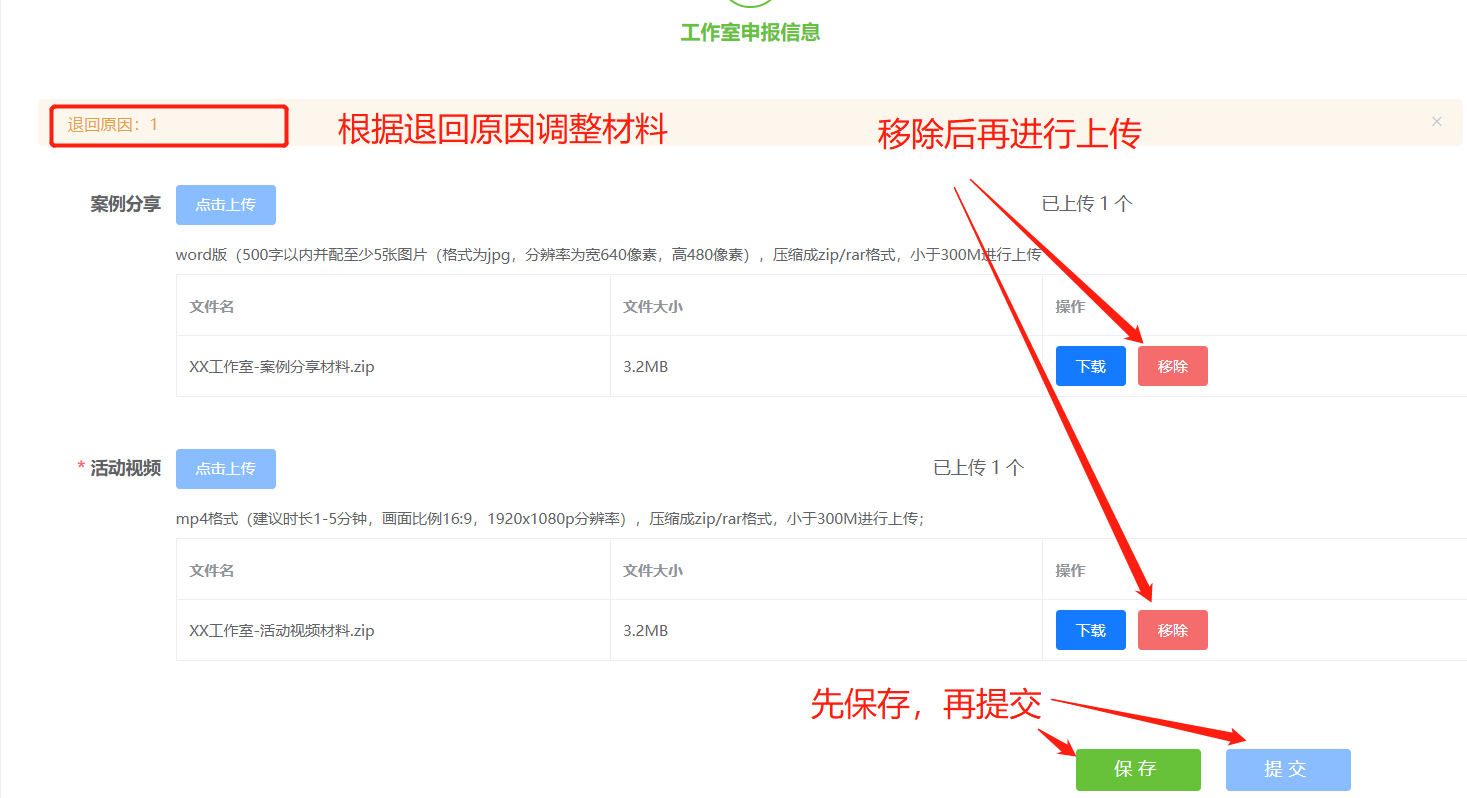 工作室申报信息
退回原因：1
根据退回原因调整材料
移除后再进行上传
×
案例分享
点击上传
已上传 1 个
word版（500字以内并配至少5张图片（格式为jpg，分辨率为宽640像素，高480像素），压缩成zip/rar格式，小于300M进行上传
文件名 文件大小 操作
XX工作室-案例分享材料.zip 3.2MB 下载 移除
* 活动视频
点击上传
已上传 1 个
mp4格式（建议时长1-5分钟，画面比例16:9，1920x1080p分辨率），压缩成zip/rar格式，小于300M进行上传；
文件名 文件大小 操作
XX工作室-活动视频材料.zip 3.2MB 下载 移除
先保存，再提交
保 存 提 交